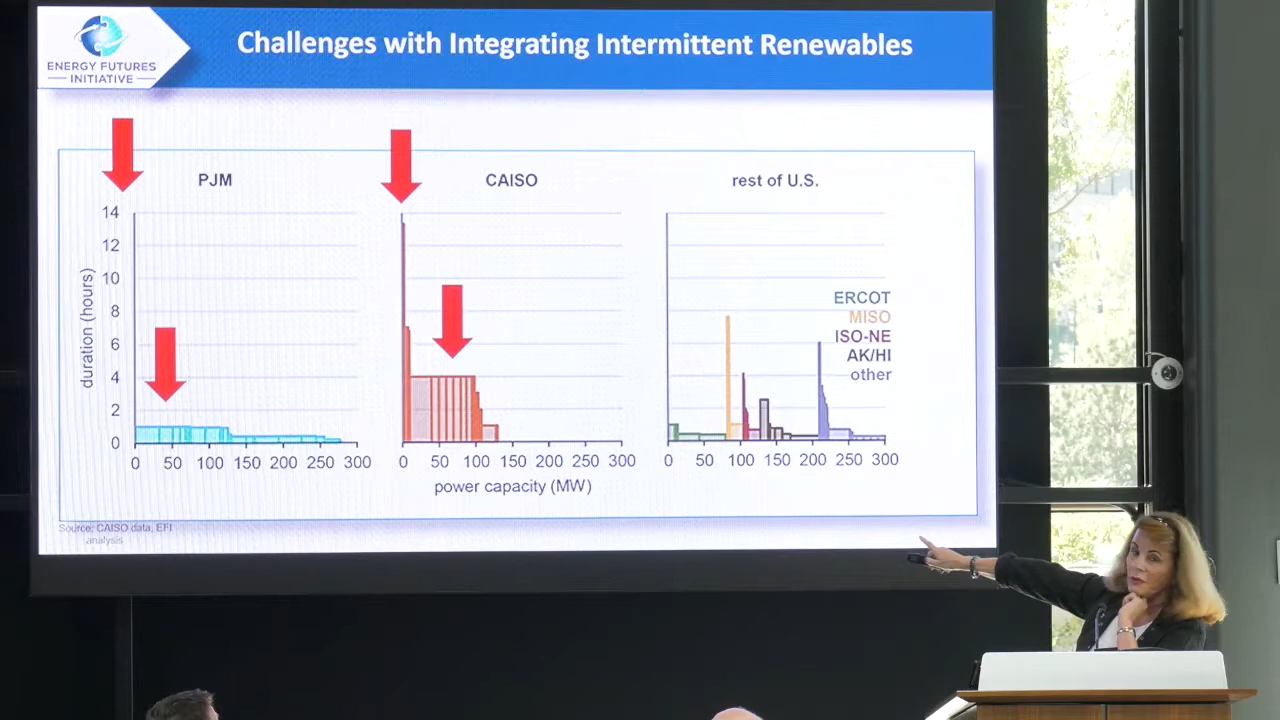 Challenges with Integrating Intermittent Renewables
ENERGY FUTURES
INITIATIVE
PJM
CAISO
rest of U.S.
duration (hours)
14
12
10
8
6
4
2
0
0 50 100 150 200 250 300
0 50 100 150 200 250 300
0 50 100 150 200 250 300
ERCOT
MISO
ISO-NE
AK/HI
other
power capacity (MW)
Source: CAISO data, EFI
analysis